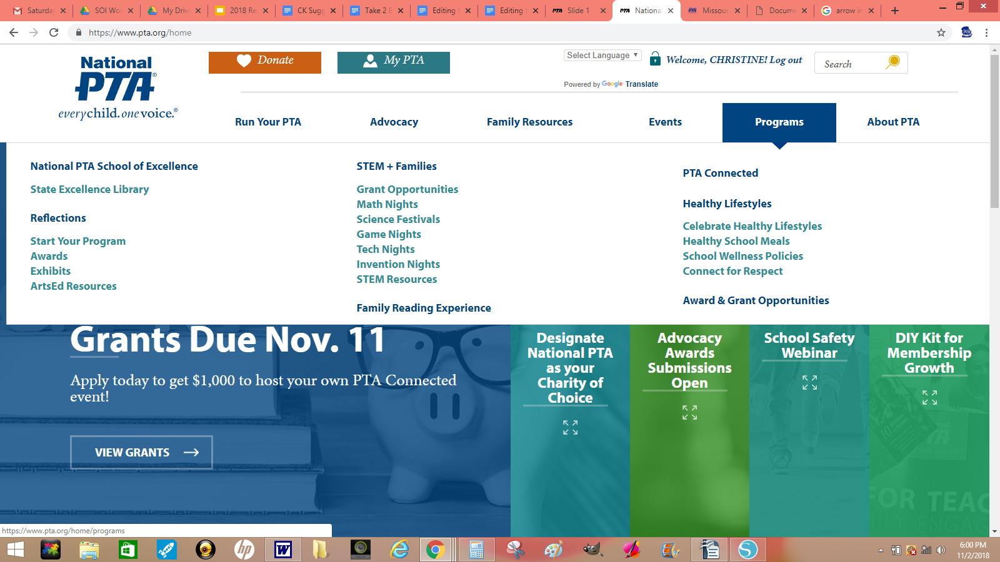 Saturday
SOI Wo
My Driv
2018 Re
CK Sugg
Take 2 E
Editing
Editing
PTA Slide 1
PTA National
PTA Missour
Docume
arrow in
https://www.pta.org/home
National
PTA®
everychild.onevoice.®
Donate
My PTA
Select Language ▼
Welcome, CHRISTINE! Log out
Search
Powered by Google Translate
Run Your PTA
Advocacy
Family Resources
Events
Programs
About PTA
National PTA School of Excellence
State Excellence Library
Reflections
Start Your Program
Awards
Exhibits
ArtsEd Resources
STEM + Families
Grant Opportunities
Math Nights
Science Festivals
Game Nights
Tech Nights
Invention Nights
STEM Resources
Family Reading Experience
PTA Connected
Healthy Lifestyles
Celebrate Healthy Lifestyles
Healthy School Meals
School Wellness Policies
Connect for Respect
Award & Grant Opportunities
Grants Due Nov. 11
Apply today to get $1,000 to host your own PTA Connected
event!
VIEW GRANTS
Designate
National PTA
as your
Charity of
Choice
Advocacy
Awards
Submissions
Open
School Safety
Webinar
DIY Kit for
Membership
Growth
FOR TEAC
https://www.pta.org/home/programs
6:00 PM
11/2/2018